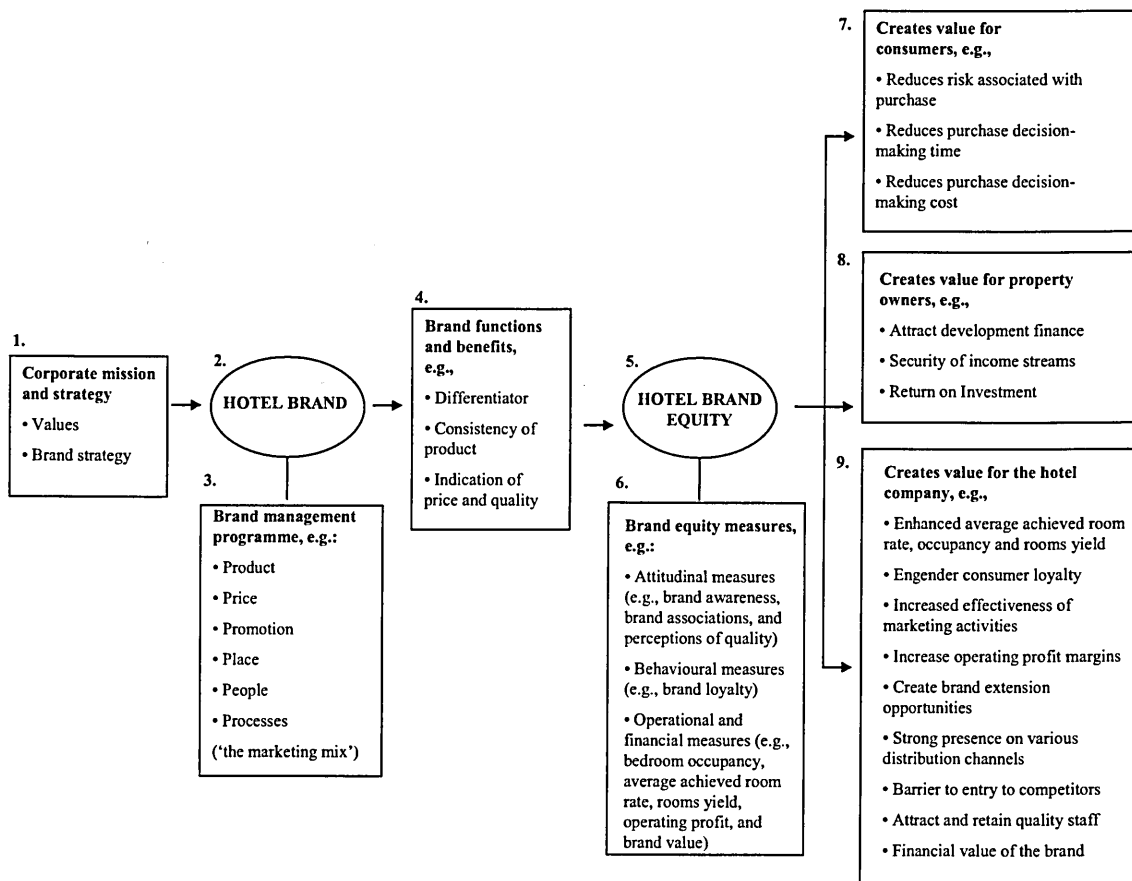 1.
Corporate mission
and strategy
• Values
• Brand strategy
2.
HOTEL BRAND
3.
Brand management
programme, e.g.:
• Product
• Price
• Promotion
• Place
• People
• Processes
(‘the marketing mix’)
4.
Brand functions
and benefits,
e.g.,
• Differentiator
• Consistency of
product
• Indication of
price and quality
5.
HOTEL BRAND
EQUITY
6.
Brand equity measures,
e.g.:
• Attitudinal measures
(e.g., brand awareness,
brand associations, and
perceptions of quality)
• Behavioural measures
(e.g., brand loyalty)
• Operational and
financial measures (e.g.,
bedroom occupancy,
average achieved room
rate, rooms yield,
operating profit, and
brand value)
7.
Creates value for
consumers, e.g.,
• Reduces risk associated with
purchase
• Reduces purchase decision-
making time
• Reduces purchase decision-
making cost
8.
Creates value for property
owners, e.g.,
• Attract development finance
• Security of income streams
• Return on Investment
9.
Creates value for the hotel
company, e.g.,
• Enhanced average achieved room
rate, occupancy and rooms yield
• Engender consumer loyalty
• Increased effectiveness of
marketing activities
• Increase operating profit margins
• Create brand extension
opportunities
• Strong presence on various
distribution channels
• Barrier to entry to competitors
• Attract and retain quality staff
• Financial value of the brand